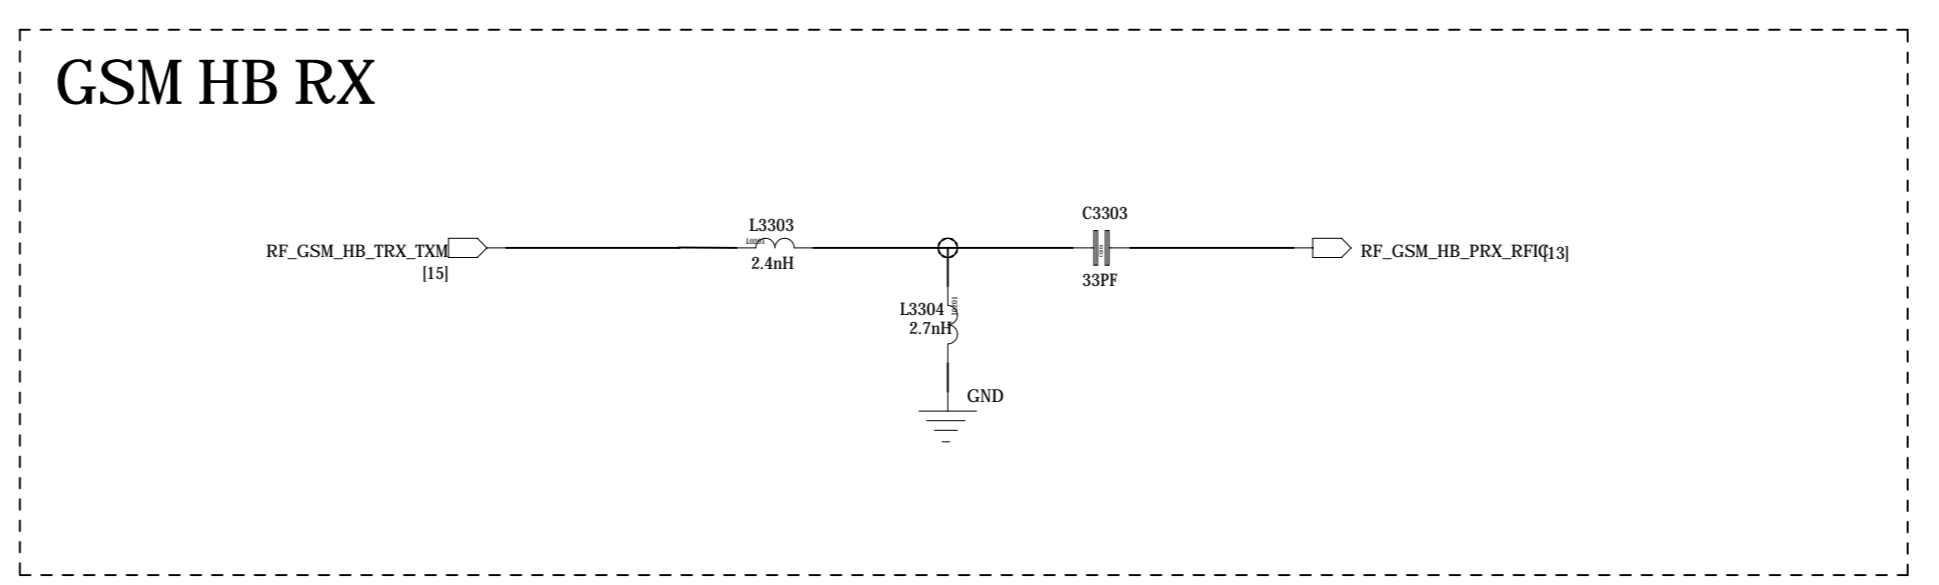 GSM HB RX
C3303
L3303
RF_GSM_HB_TRX_TXM
RF_GSM_HB_PRX_RFIC
[13]
2.4nH
[15]
33PF
L3304
2.7nH
GND